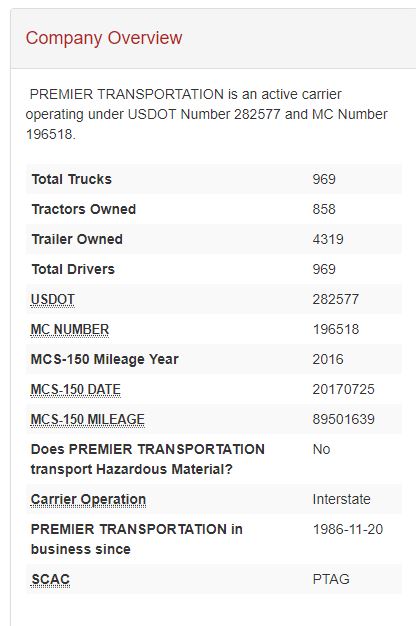 Company Overview
PREMIER TRANSPORTATION is an active carrier
operating under USDOT Number 282577 and MC Number
196518.
Total Trucks 969
Tractors Owned 858
Trailer Owned 4319
Total Drivers 969
USDOT 282577
MC NUMBER 196518
MCS-150 Mileage Year 2016
MCS-150 DATE 20170725
MCS-150 MILEAGE 89501639
Does PREMIER TRANSPORTATION No
transport Hazardous Material?
Carrier Operation Interstate
PREMIER TRANSPORTATION in 1986-11-20
business since
SCAC PTAG